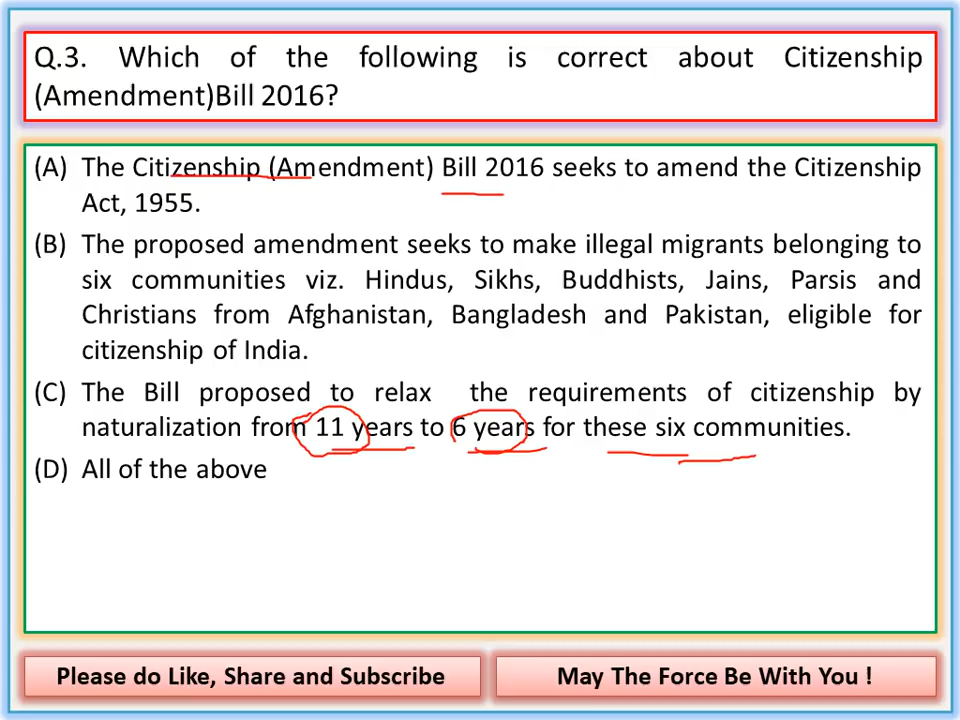 Q.3. Which of the following is correct about Citizenship
(Amendment)Bill 2016?
(A) The Citizenship (Amendment) Bill 2016 seeks to amend the Citizenship
Act, 1955.
(B) The proposed amendment seeks to make illegal migrants belonging to
six communities viz. Hindus, Sikhs, Buddhists, Jains, Parsis and
Christians from Afghanistan, Bangladesh and Pakistan, eligible for
citizenship of India.
(C) The Bill proposed to relax the requirements of citizenship by
naturalization from 11 years to 6 years for these six communities.
(D) All of the above
Please do Like, Share and Subscribe
May The Force Be With You !